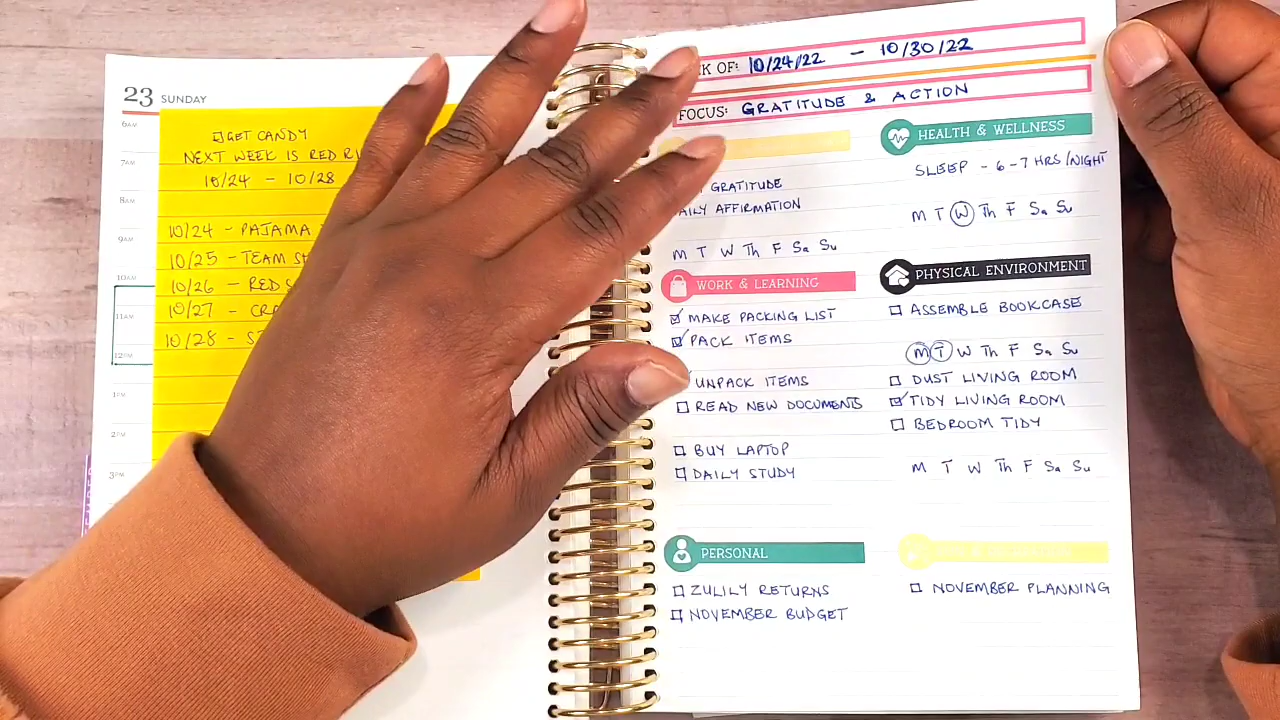 23 SUNDAY
6AM
7AM
8AM
9AM
10AM
11AM
12PM
1PM
2PM
3PM
GET CANDY
NEXT WEEK IS RED
10/24 - 10/28
10/24 - PAJAMA
10/25 - TEAM
10/26 - RED
10/27 -
10/28 -
OF: 10/24/22 - 10/30/22
FOCUS: GRATITUDE & ACTION
GRATITUDE
AFFIRMATION
M T W Th F Sa Su
WORK & LEARNING
MAKE PACKING LIST
PACK ITEMS
UNPACK ITEMS
READ NEW DOCUMENTS
BUY LAPTOP
DAILY STUDY
PERSONAL
ZULILY RETURNS
NOVEMBER BUDGET
HEALTH & WELLNESS
SLEEP - 6-7 HRS/NIGHT
M T W Th F Sa Su
PHYSICAL ENVIRONMENT
ASSEMBLE BOOKCASE
M T W Th F Sa Su
DUST LIVING ROOM
TIDY LIVING ROOM
BEDROOM TIDY
M T W Th F Sa Su
NOVEMBER PLANNING